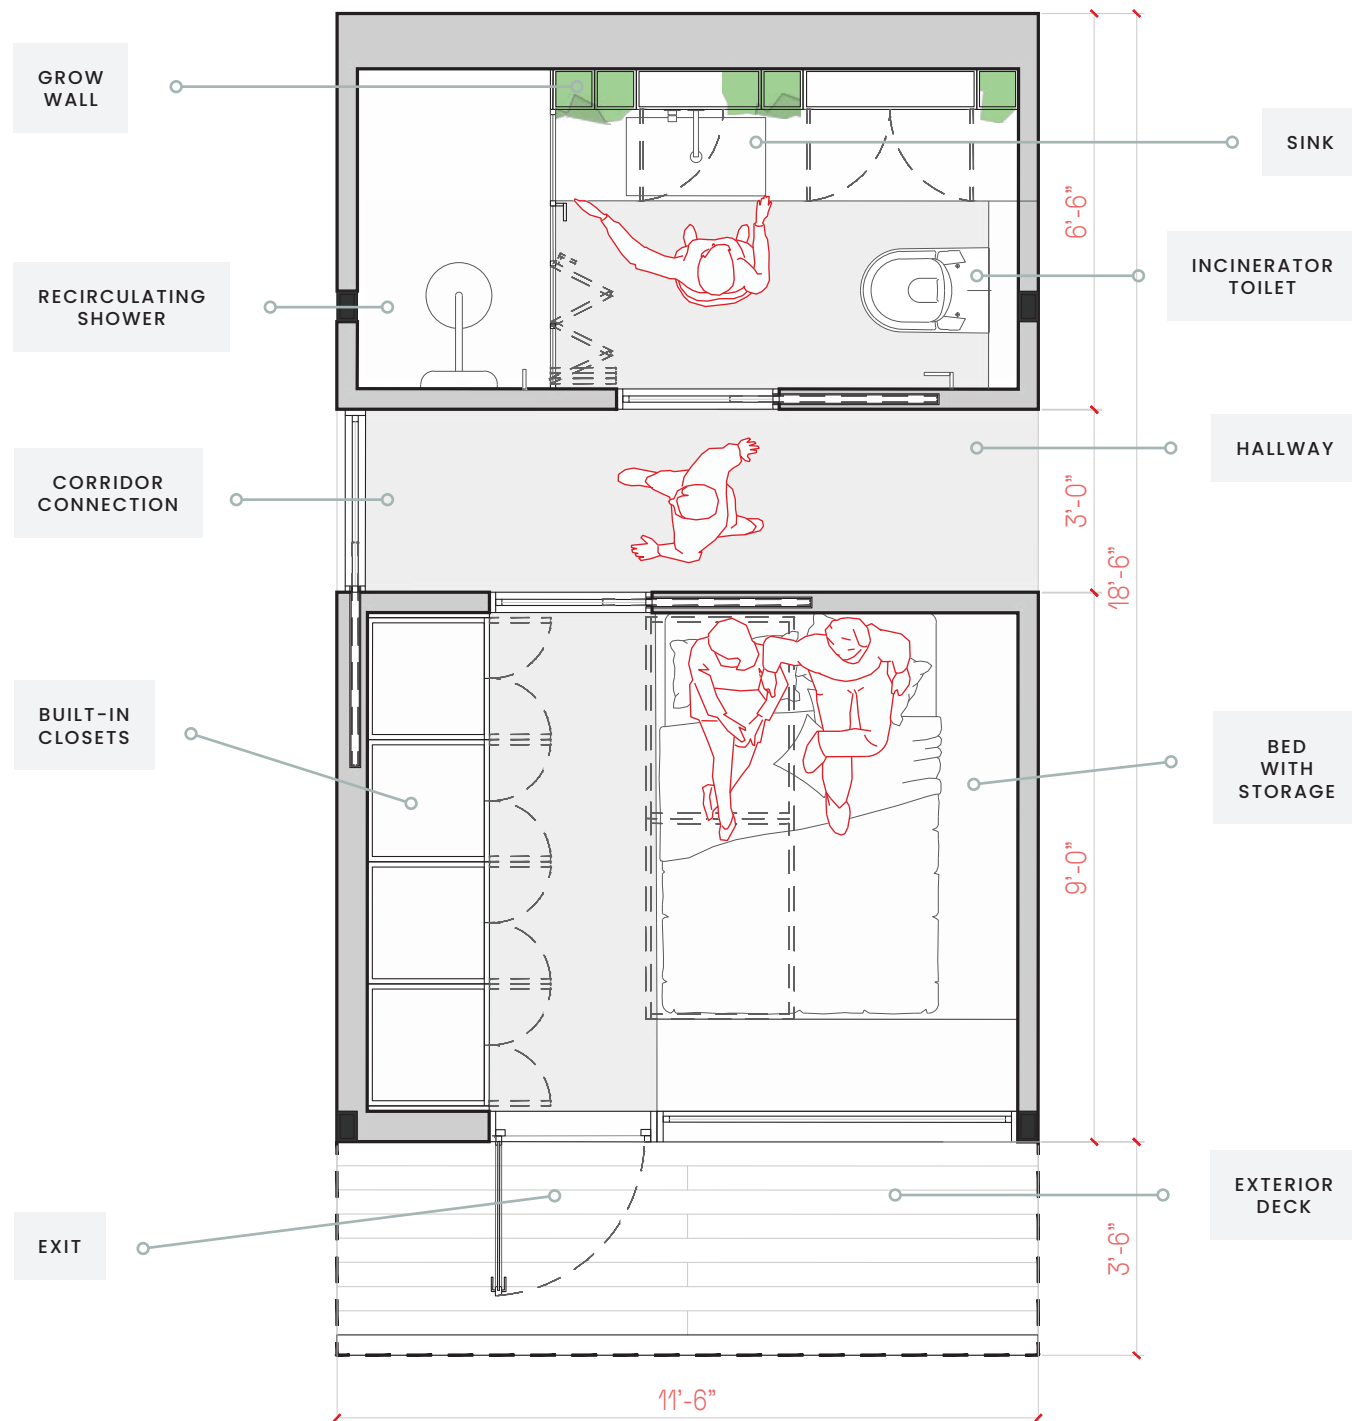 GROW
WALL
SINK
6'-6"
INCINERATOR
TOILET
RECIRCULATING
SHOWER
HALLWAY
CORRIDOR
CONNECTION
3'-0"
18'-6"
BUILT-IN
CLOSETS
BED
WITH
STORAGE
9'-0"
EXTERIOR
DECK
EXIT
3'-6"
11'-6"